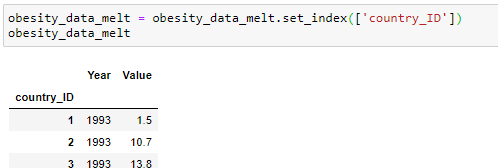 obesity_data_melt = obesity_data_melt.set_index(['country_ID'])
obesity_data_melt
Year Value
country_ID
1 1993 1.5
2 1993 10.7
3 1993 13.8